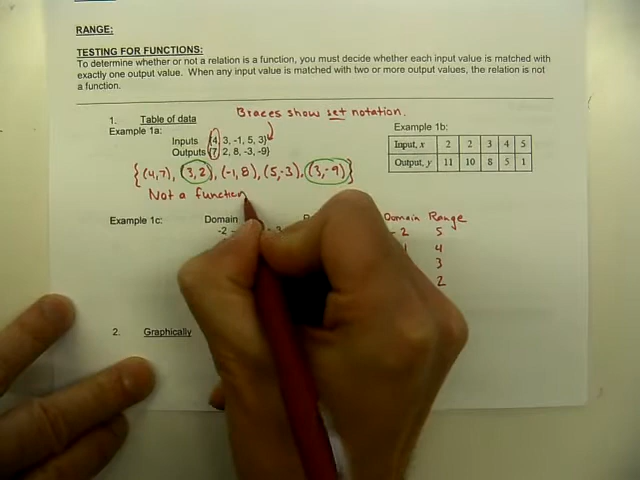 RANGE:
TESTING FOR FUNCTIONS:
To determine whether or not a relation is a function, you must decide whether each input value is matched with
exactly one output value. When any input value is matched with two or more output values, the relation is not
a function.
1. Table of data
Braces show set notation.
Example 1a:
Inputs {4, 3, -1, 5, 3}
Outputs {7, 2, 8, -3, -9}
{(4,7), (3,2), (-1,8), (5,-3), (3,-9)}
Not a function
Example 1b:
Input, x 2 2 3 4 5
Output, y 11 10 8 5 1
Example 1c: Domain
-2
Domain Range
-2 5
4
3
2
2. Graphically